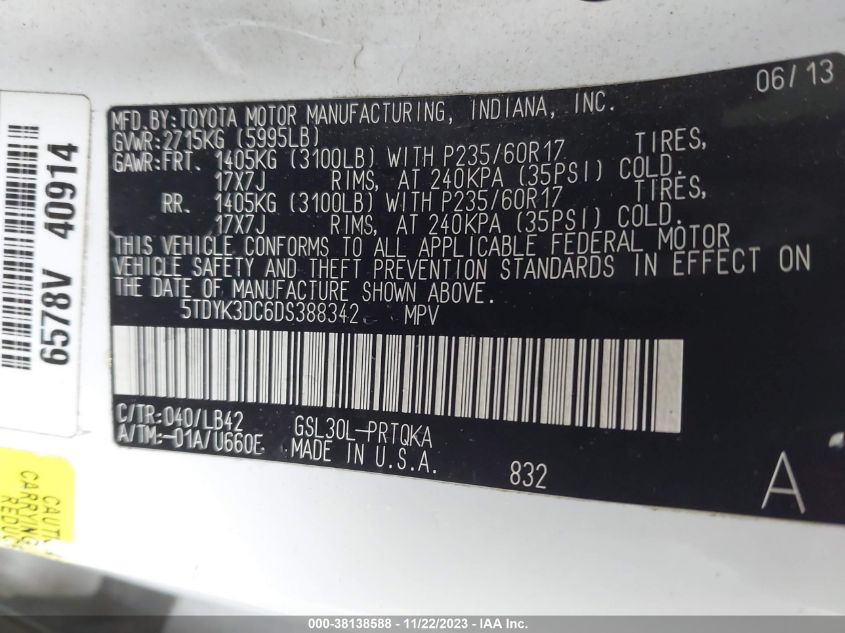 06/13
MFD.BY:TOYOTA MOTOR MANUFACTURING, INDIANA, INC.
GVWR:2715KG (5995LB)
GAWR:FRT. 1405KG (3100LB) WITH P235/60R17 TIRES,
17X7J RIMS, AT 240KPA (35PSI) COLD.
RR. 1405KG (3100LB) WITH P235/60R17 TIRES,
17X7J RIMS, AT 240KPA (35PSI) COLD.
THIS VEHICLE CONFORMS TO ALL APPLICABLE FEDERAL MOTOR
VEHICLE SAFETY AND THEFT PREVENTION STANDARDS IN EFFECT ON
THE DATE OF MANUFACTURE SHOWN ABOVE.
5TDYK3DC6DS388342 MPV
C/TR:040/LB42 GSL30L-PRTQKA
A/TM:-01A/U660E MADE IN U.S.A.
832
A
6578V 40914
CARRYING
000-38138588 - 11/22/2023 - IAA Inc.